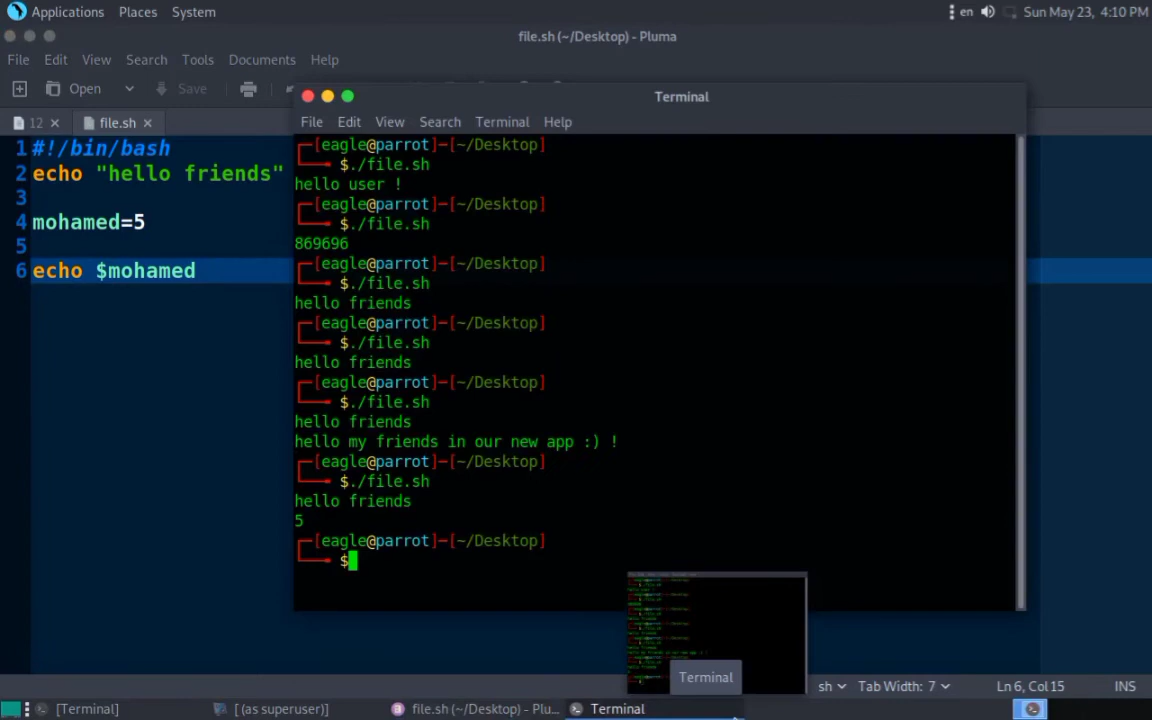 Applications Places System en Sun May 23, 4:10 PM
file.sh (~/Desktop) - Pluma
File Edit View Search Tools Documents Help
Open Save
12 file.sh
1 #!/bin/bash
2 echo "hello friends"
3
4 mohamed=5
5
6 echo $mohamed
Terminal
File Edit View Search Terminal Help
[eagle@parrot]─[~/Desktop]
$./file.sh
hello user !
[eagle@parrot]─[~/Desktop]
$./file.sh
869696
[eagle@parrot]─[~/Desktop]
$./file.sh
hello friends
[eagle@parrot]─[~/Desktop]
$./file.sh
hello friends
[eagle@parrot]─[~/Desktop]
$./file.sh
hello friends
hello my friends in our new app :) !
[eagle@parrot]─[~/Desktop]
$./file.sh
hello friends
5
[eagle@parrot]─[~/Desktop]
$
Terminal
sh Tab Width: 7 Ln 6, Col 15 INS
[Terminal] [ (as superuser)] file.sh (~/Desktop) - Plu... Terminal